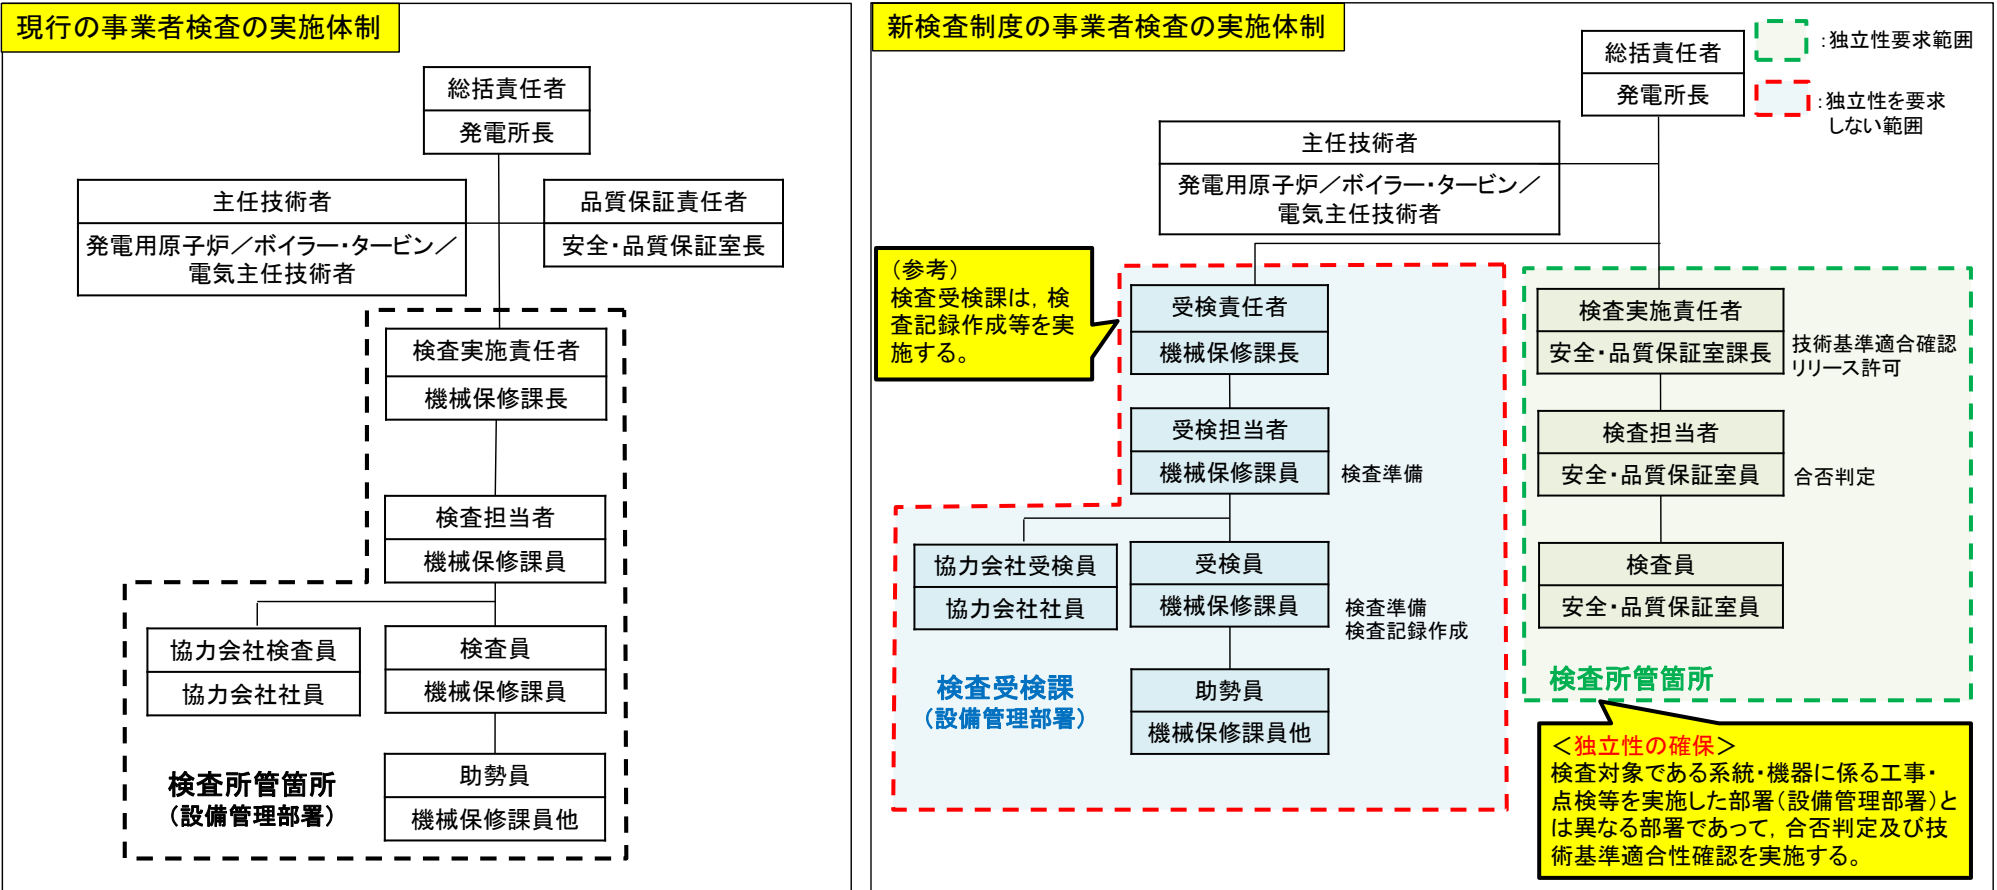 現行の事業者検査の実施体制
総括責任者
発電所長
主任技術者
発電用原子炉／ボイラー・タービン／
電気主任技術者
品質保証責任者
安全・品質保証室長
検査実施責任者
機械保修課長
検査担当者
機械保修課員
協力会社検査員
協力会社社員
検査員
機械保修課員
助勢員
機械保修課員他
検査所管箇所
（設備管理部署）
新検査制度の事業者検査の実施体制
総括責任者
発電所長
：独立性要求範囲
：独立性を要求
しない範囲
主任技術者
発電用原子炉／ボイラー・タービン／
電気主任技術者
（参考）
検査受検課は，検
査記録作成等を実
施する。
受検責任者
機械保修課長
受検担当者
機械保修課員
検査準備
協力会社受検員
協力会社社員
受検員
機械保修課員
検査準備
検査記録作成
助勢員
機械保修課員他
検査受検課
（設備管理部署）
検査実施責任者
安全・品質保証室課長
技術基準適合確認
リリース許可
検査担当者
安全・品質保証室員
合否判定
検査員
安全・品質保証室員
検査所管箇所
＜独立性の確保＞
検査対象である系統・機器に係る工事・
点検等を実施した部署（設備管理部署）と
は異なる部署であって，合否判定及び技
術基準適合性確認を実施する。